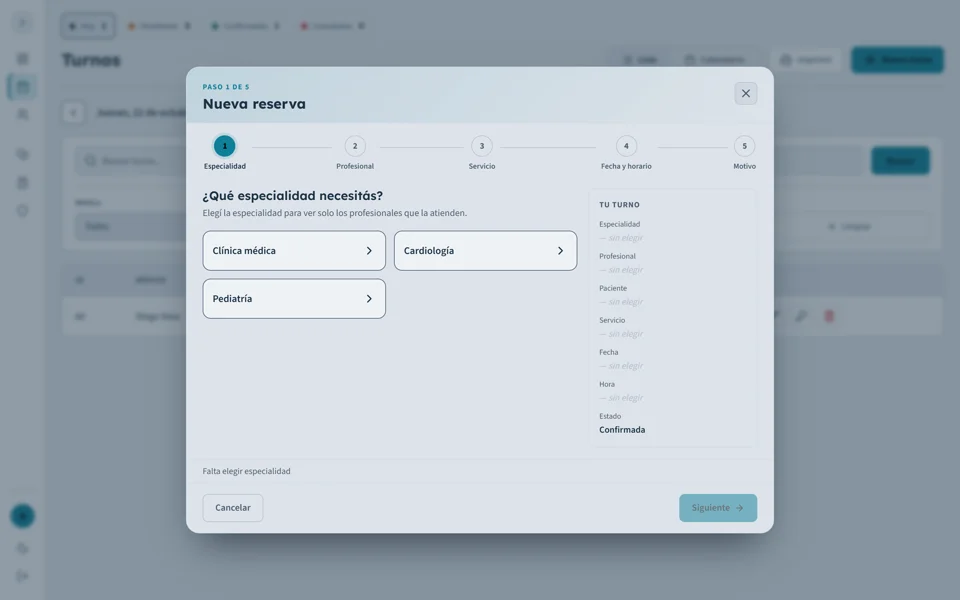 Turnos
PASO 1 DE 5
Nueva reserva
1
2
3
4
5
Especialidad
Profesional
Servicio
Fecha y horario
Motivo
¿Qué especialidad necesitás?
Elegí la especialidad para ver solo los profesionales que la atienden.
Clínica médica
Cardiología
Pediatría
TU TURNO
Especialidad
— sin elegir
Profesional
— sin elegir
Paciente
— sin elegir
Servicio
— sin elegir
Fecha
— sin elegir
Hora
— sin elegir
Estado
Confirmada
Falta elegir especialidad
Cancelar
Siguiente →